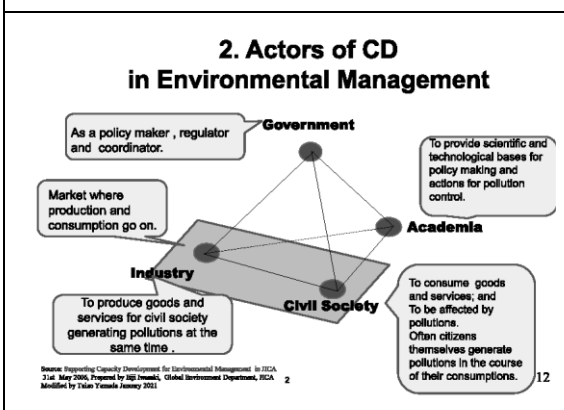 2. Actors of CD
in Environmental Management
As a policy maker , regulator
and coordinator.
Government
To provide scientific and
technological bases for
policy making and
actions for pollution
control.
Market where
production and
consumption go on.
Academia
Industry
To produce goods and
services for civil society
generating pollutions at the
same time .
Civil Society
To consume goods
and services; and
To be affected by
pollutions.
Often citizens
themselves generate
pollutions in the course
of their consumptions.
Source: Supporting Capacity Development for Environmental Management in JICA
31st May 2006, Prepared by Eiji Iwasaki, Global Environment Department, JICA
Modified by Taizo Yamada January 2021
2
12